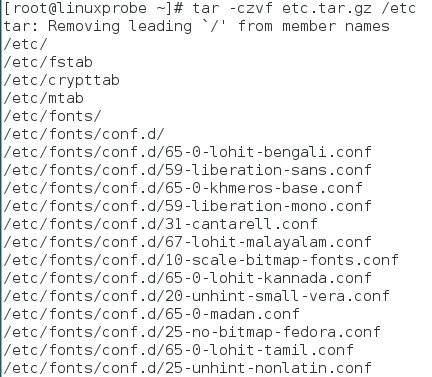 [root@linuxprobe ~]# tar -czvf etc.tar.gz /etc
tar: Removing leading `/' from member names
/etc/
/etc/fstab
/etc/crypttab
/etc/mtab
/etc/fonts/
/etc/fonts/conf.d/
/etc/fonts/conf.d/65-0-lohit-bengali.conf
/etc/fonts/conf.d/59-liberation-sans.conf
/etc/fonts/conf.d/65-0-khmeros-base.conf
/etc/fonts/conf.d/59-liberation-mono.conf
/etc/fonts/conf.d/31-cantarell.conf
/etc/fonts/conf.d/67-lohit-malayalam.conf
/etc/fonts/conf.d/10-scale-bitmap-fonts.conf
/etc/fonts/conf.d/65-0-lohit-kannada.conf
/etc/fonts/conf.d/20-unhint-small-vera.conf
/etc/fonts/conf.d/65-0-madan.conf
/etc/fonts/conf.d/25-no-bitmap-fedora.conf
/etc/fonts/conf.d/65-0-lohit-tamil.conf
/etc/fonts/conf.d/25-unhint-nonlatin.conf